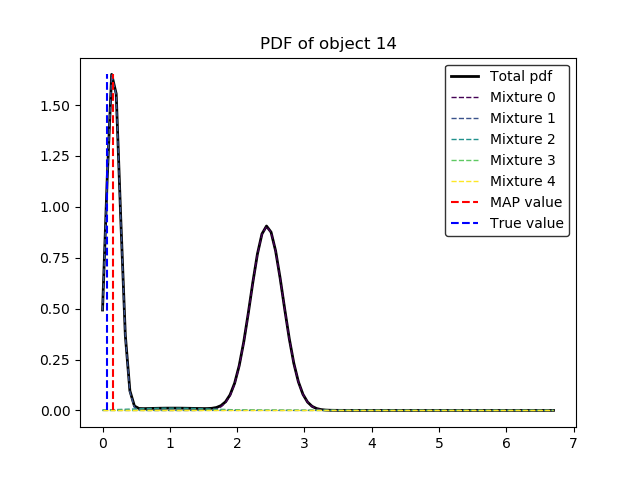 PDF of object 14
Total pdf
Mixture 0
Mixture 1
Mixture 2
Mixture 3
Mixture 4
MAP value
True value
1.50
1.25
1.00
0.75
0.50
0.25
0.00
0 1 2 3 4 5 6 7